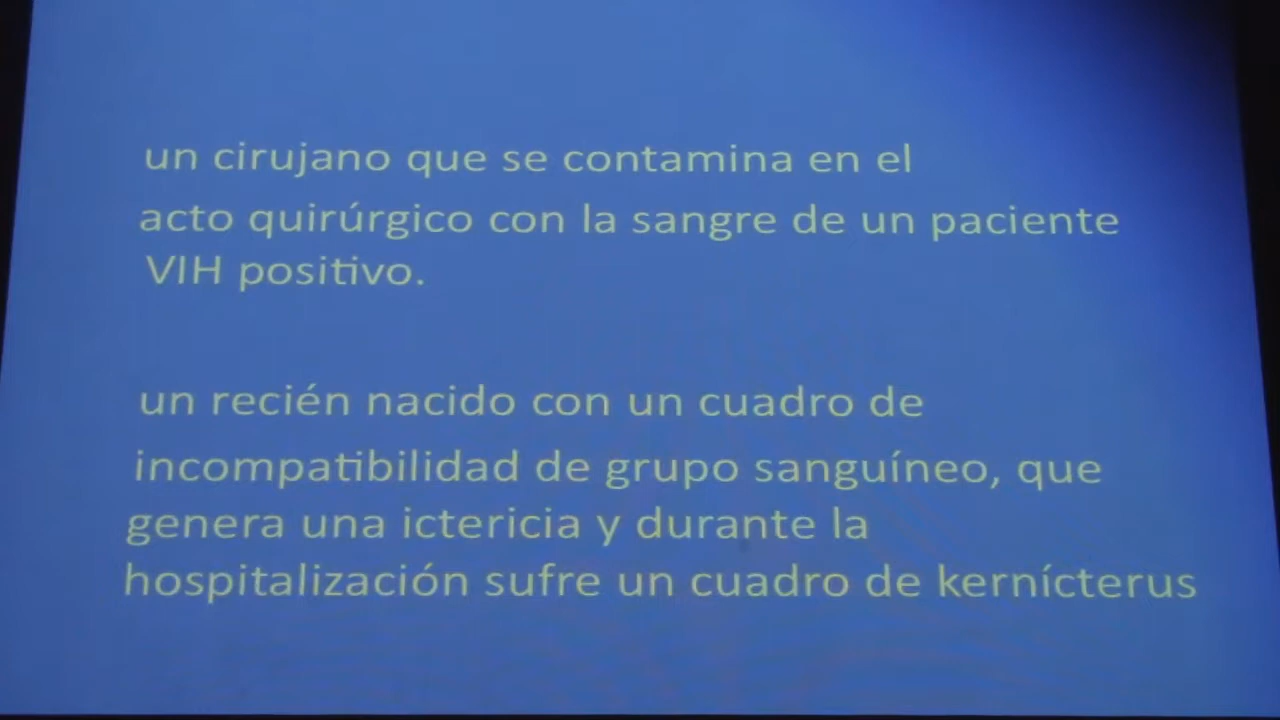 un cirujano que se contamina en el
acto quirúrgico con la sangre de un paciente
VIH positivo.
un recién nacido con un cuadro de
incompatibilidad de grupo sanguíneo, que
genera una ictericia y durante la
hospitalización sufre un cuadro de kernícterus